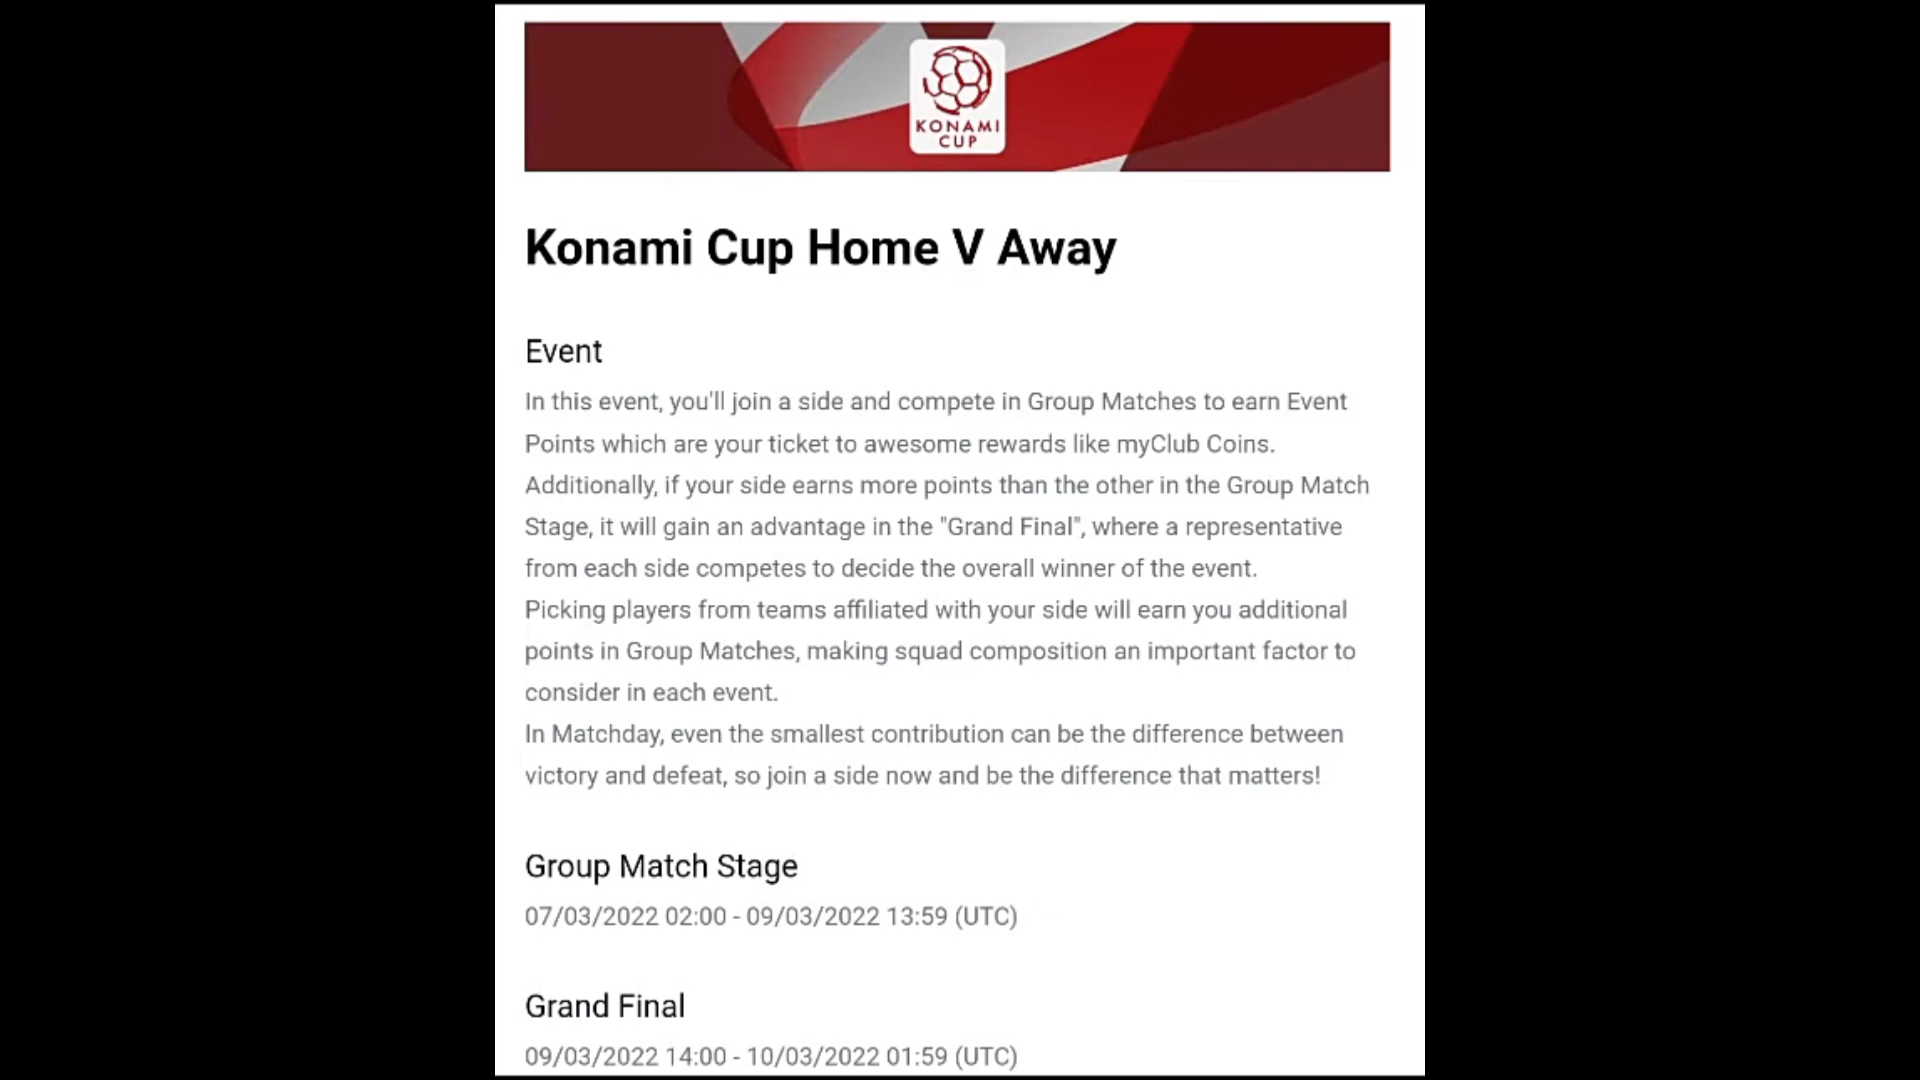 KONAMI
CUP
Konami Cup Home V Away
Event
In this event, you'll join a side and compete in Group Matches to earn Event
Points which are your ticket to awesome rewards like myClub Coins.
Additionally, if your side earns more points than the other in the Group Match
Stage, it will gain an advantage in the "Grand Final", where a representative
from each side competes to decide the overall winner of the event.
Picking players from teams affiliated with your side will earn you additional
points in Group Matches, making squad composition an important factor to
consider in each event.
In Matchday, even the smallest contribution can be the difference between
victory and defeat, so join a side now and be the difference that matters!
Group Match Stage
07/03/2022 02:00 - 09/03/2022 13:59 (UTC)
Grand Final
09/03/2022 14:00 - 10/03/2022 01:59 (UTC)